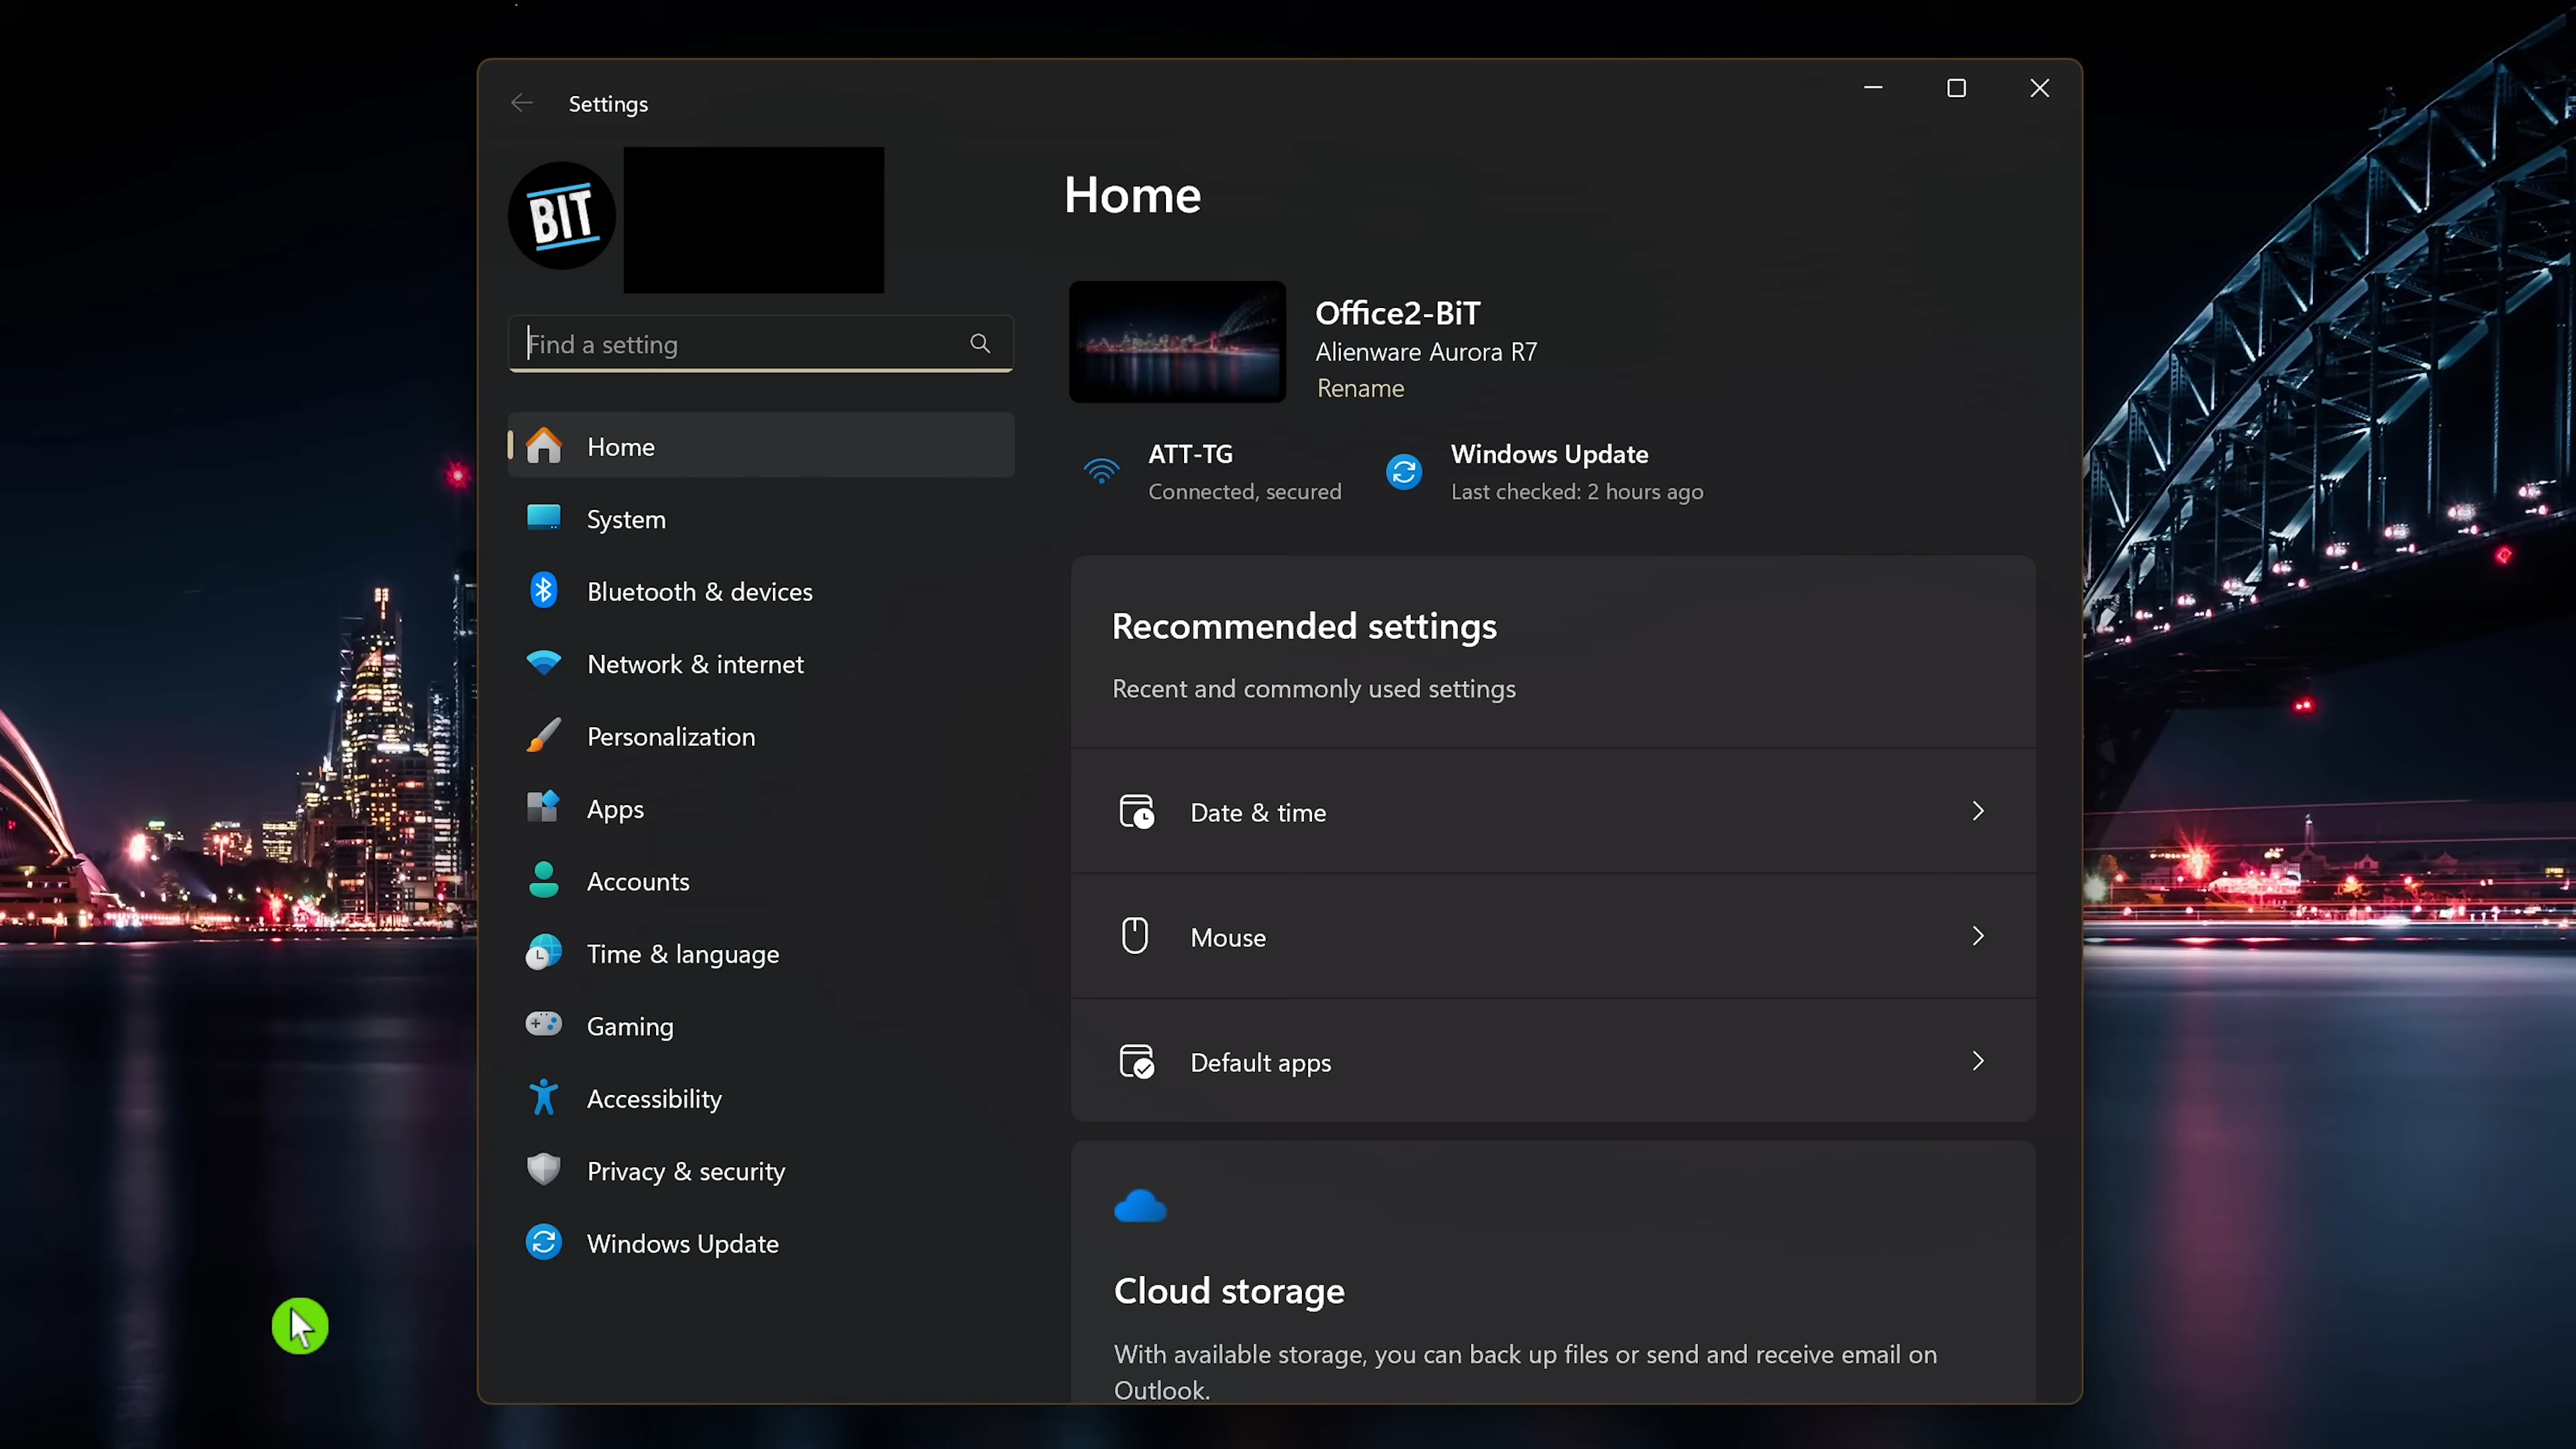 Settings
BIT
Find a setting
Home
System
Bluetooth & devices
Network & internet
Personalization
Apps
Accounts
Time & language
Gaming
Accessibility
Privacy & security
Windows Update
Home
Office2-BiT
Alienware Aurora R7
Rename
ATT-TG
Connected, secured
Windows Update
Last checked: 2 hours ago
Recommended settings
Recent and commonly used settings
Date & time
Mouse
Default apps
Cloud storage
With available storage, you can back up files or send and receive email on
Outlook.